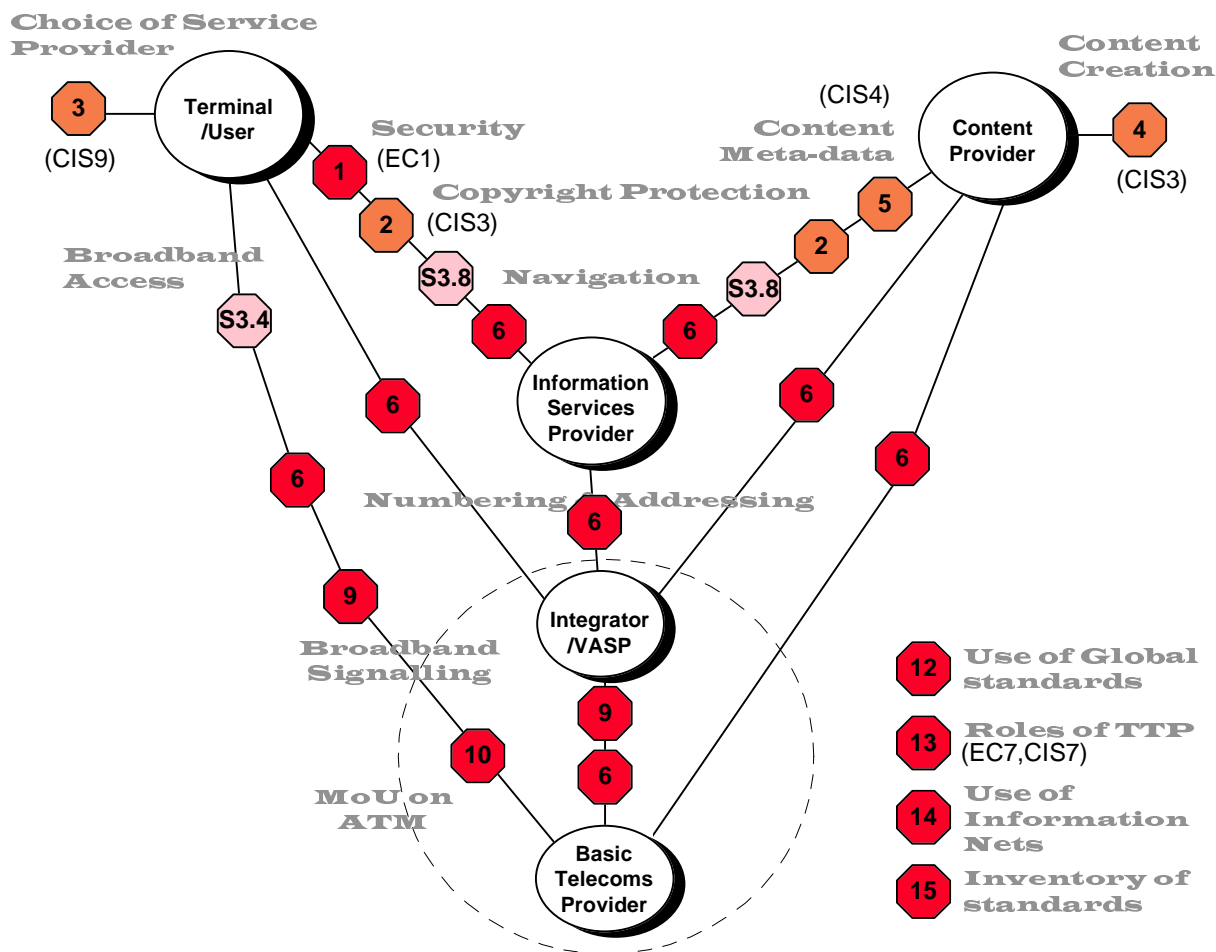 Choice of Service
Provider
3
(CIS9)
Terminal
/User
Security
(EC1)
1
Copyright Protection
2
(CIS3)
S3.8
Navigation
6
Content
Creation
4
(CIS3)
Content
Provider
(CIS4)
Content
Meta-data
5
2
S3.8
6
Broadband
Access
S3.4
6
6
Information
Services
Provider
6
6
Numbering & Addressing
6
9
Integrator
/VASP
Broadband
Signalling
9
10
6
MoU on
ATM
Basic
Telecoms
Provider
12
Use of Global
standards
13
Roles of TTP
(EC7,CIS7)
14
Use of
Information
Nets
15
Inventory of
standards